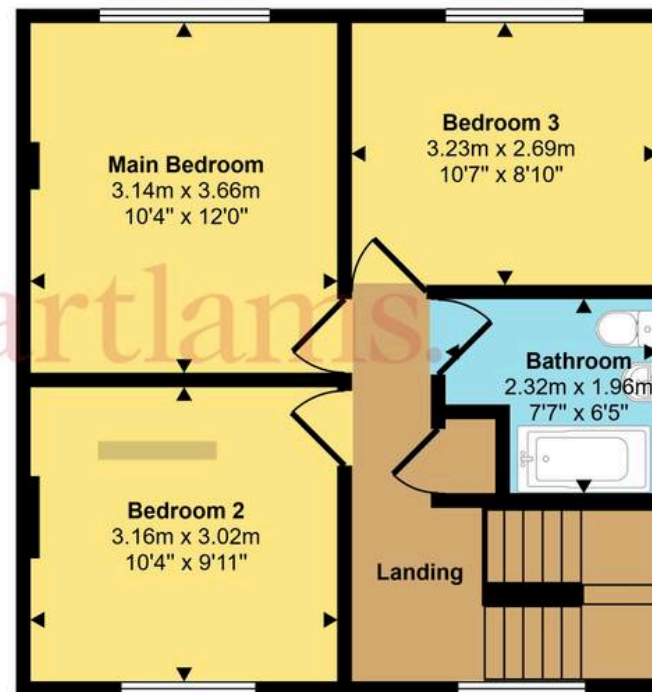 Main Bedroom
3.14m x 3.66m
10'4" x 12'0"
Bedroom 3
3.23m x 2.69m
10'7" x 8'10"
artlams.
Bathroom
2.32m x 1.96m
7'7" x 6'5"
Bedroom 2
3.16m x 3.02m
10'4" x 9'11"
Landing